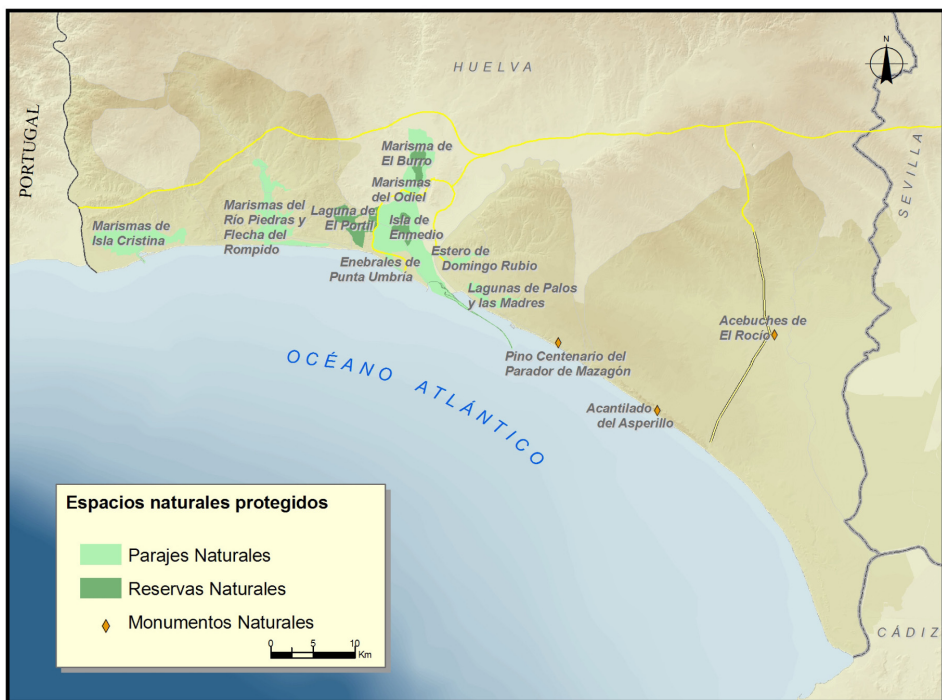 N
HUELVA
PORTUGAL
SEVILLA
Marisma de
El Burro
Marismas
del Odiel
Marismas del
Río Piedras y
Flecha del
Rompido
Laguna de
El Portil
Isla de
Enmedio
Marismas de
Isla Cristina
Estero de
Domingo Rubio
Enebrales de
Punta Umbría
Lagunas de Palos
y las Madres
Acebuches de
El Rocío
Pino Centenario del
Parador de Mazagón
OCÉANO ATLÁNTICO
Acantilado
del Asperillo
Espacios naturales protegidos
Parajes Naturales
Reservas Naturales
Monumentos Naturales
0 5 10
Km
CÁDIZ